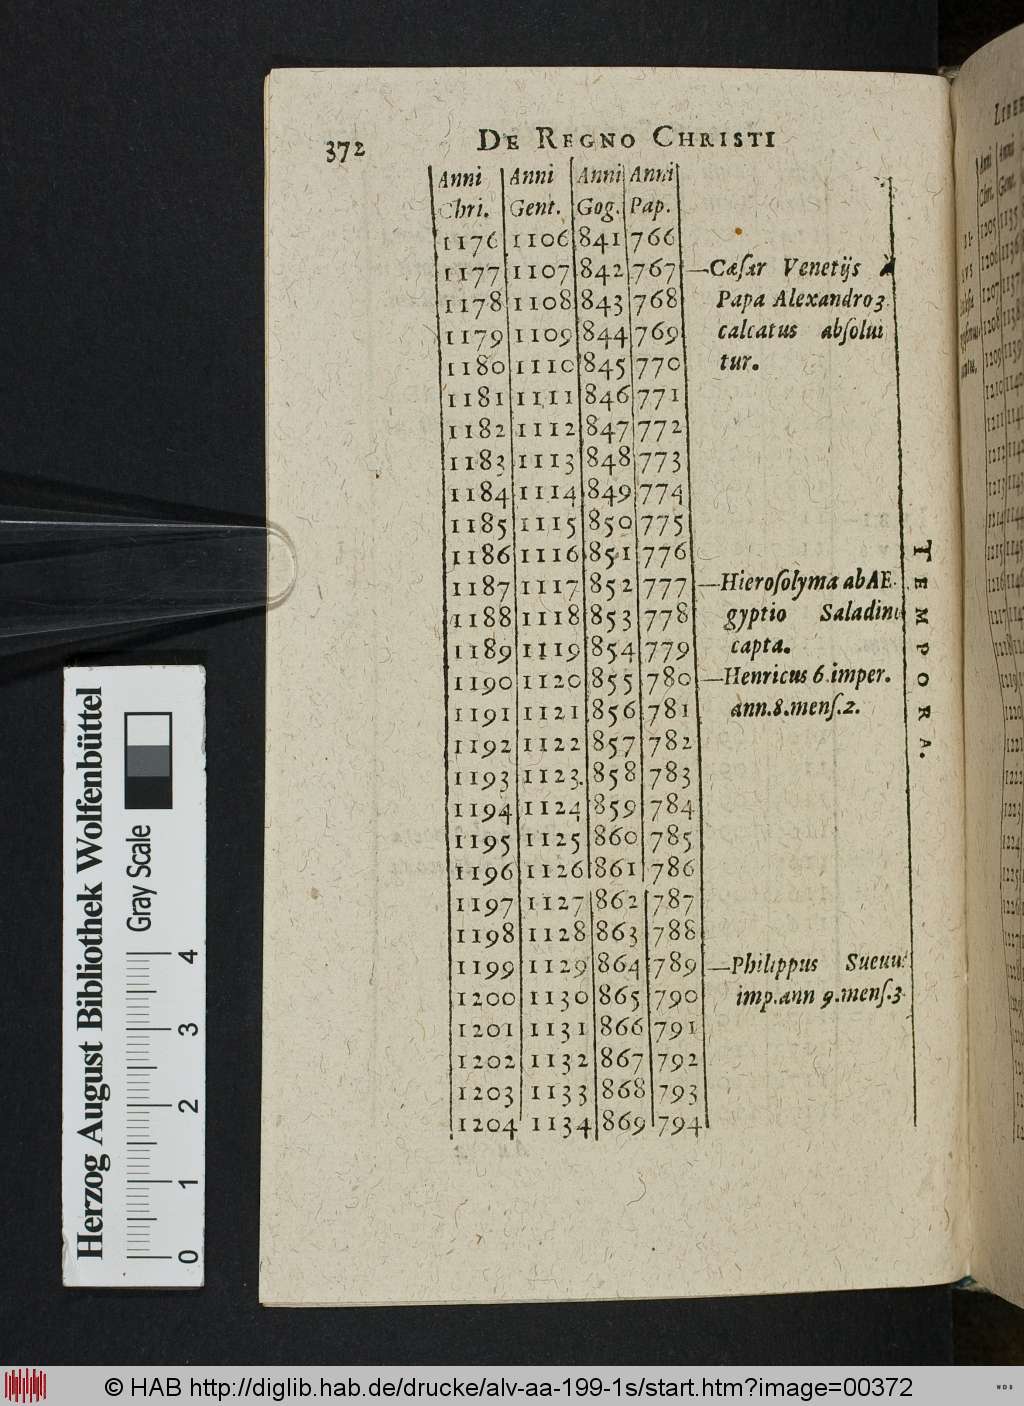 372 DE REGNO CHRISTI
Anni Anni Anni Anni
Chri. Gent. Gog. Pap.
1176 1106 841 766
1177 1107 842 767 —Cæſar Venetijs à
1178 1108 843 768 Papa Alexandro 3.
1179 1109 844 769 calcatus abſolui
1180 1110 845 770 tur.
1181 1111 846 771
1182 1112 847 772
1183 1113 848 773
1184 1114 849 774
1185 1115 850 775
1186 1116 851 776
1187 1117 852 777 —Hieroſolyma ab AE-
1188 1118 853 778 gyptio Saladino
1189 1119 854 779 capta.
1190 1120 855 780 —Henricus 6.imper.
1191 1121 856 781 ann.8.menſ.2.
1192 1122 857 782
1193 1123 858 783
1194 1124 859 784
1195 1125 860 785
1196 1126 861 786
1197 1127 862 787
1198 1128 863 788
1199 1129 864 789 —Philippus Sueuus
1200 1130 865 790 imp.ann 9.menſ.3.
1201 1131 866 791
1202 1132 867 792
1203 1133 868 793
1204 1134 869 794
TEMPORA.
Herzog August Bibliothek Wolfenbüttel
Gray Scale
0 1 2 3 4
© HAB http://diglib.hab.de/drucke/alv-aa-199-1s/start.htm?image=00372